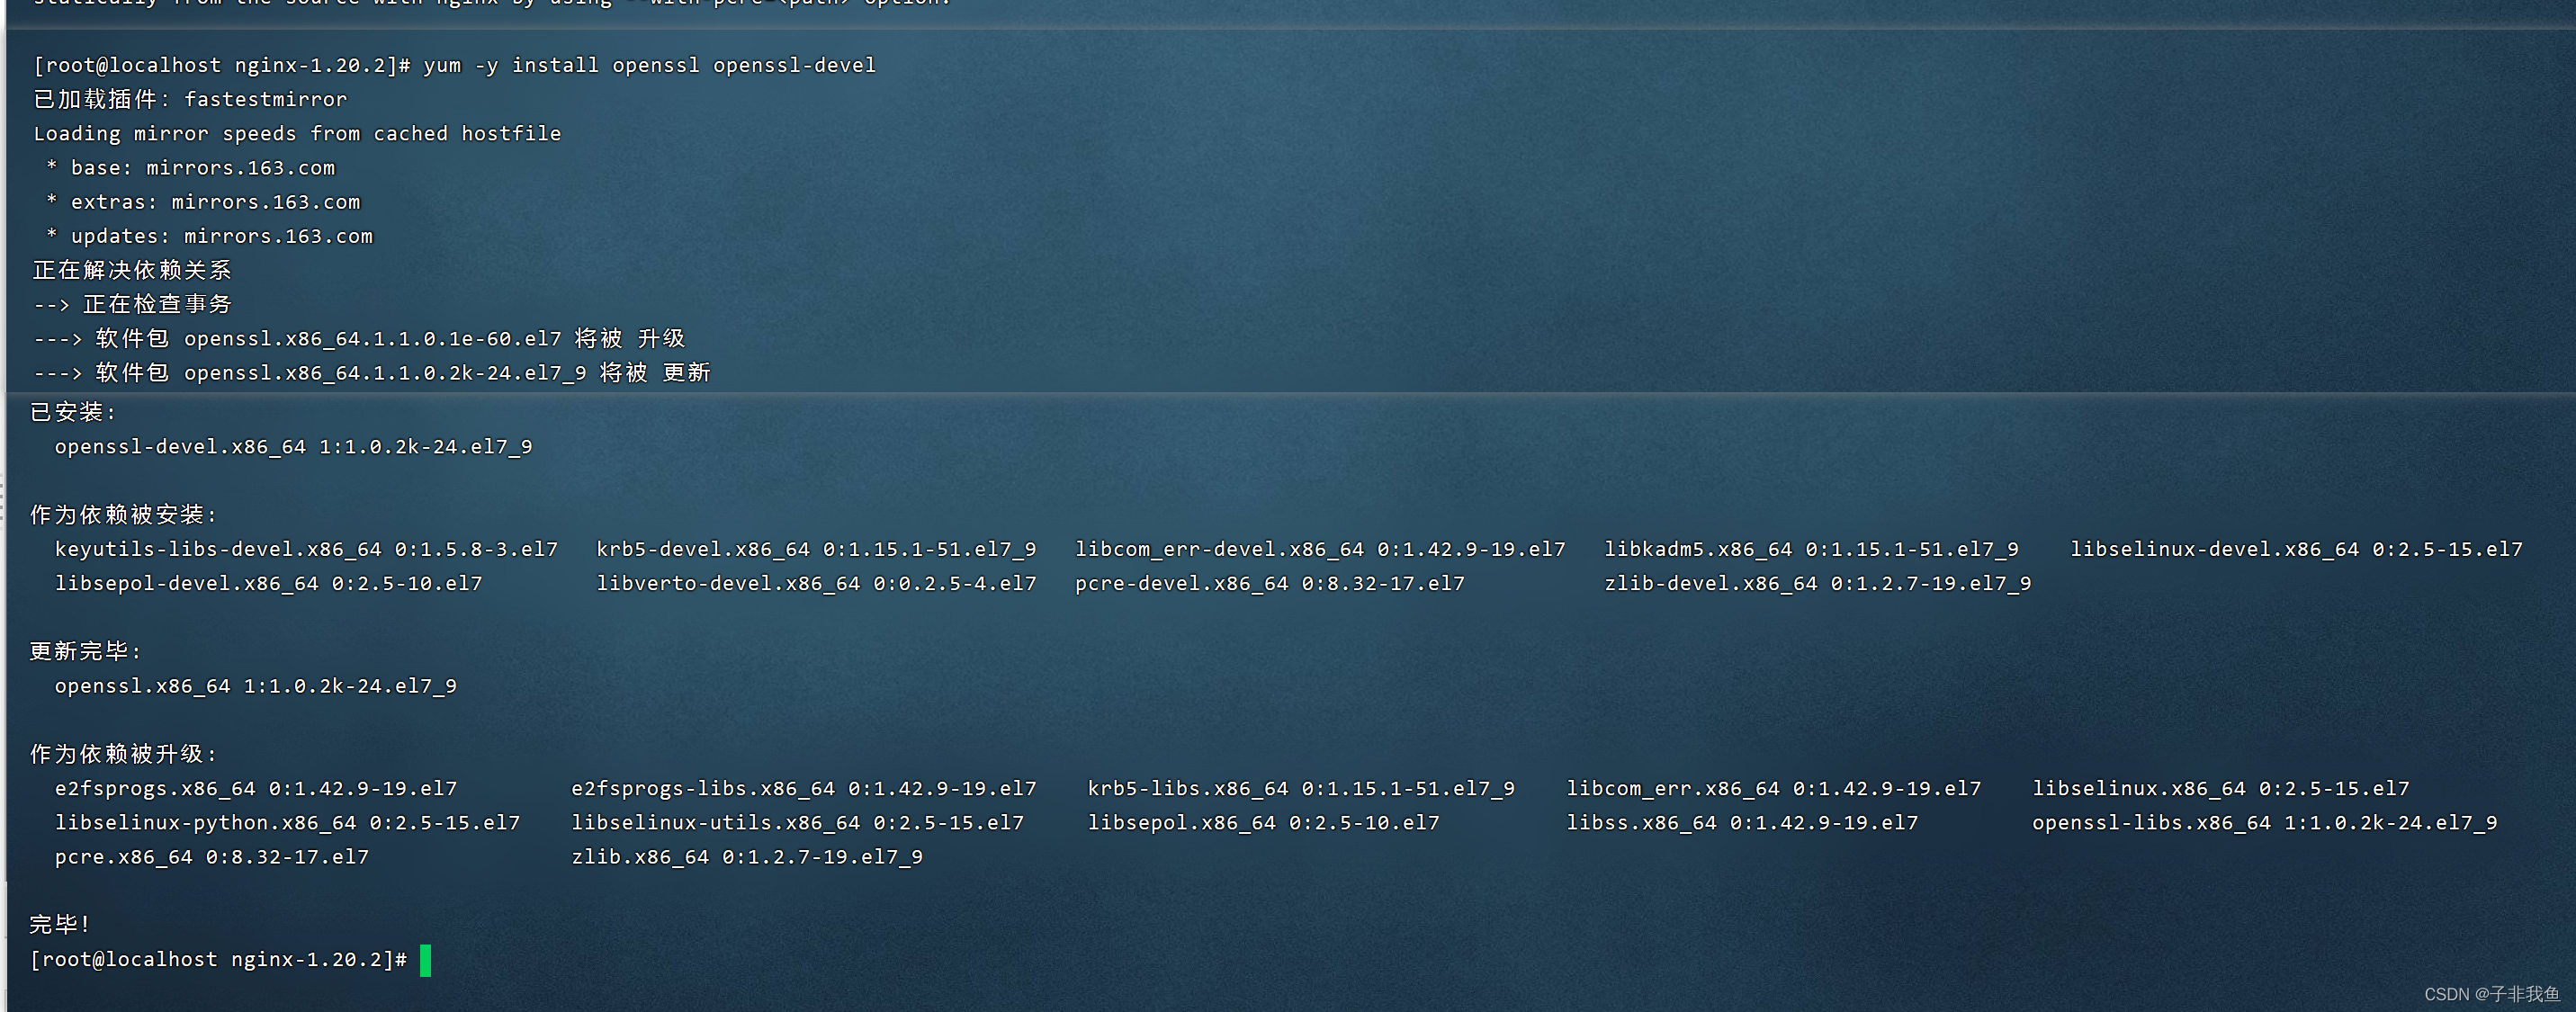 statically from the source with nginx by using --with-pcre=<path> option.
[root@localhost nginx-1.20.2]# yum -y install openssl openssl-devel
已加载插件：fastestmirror
Loading mirror speeds from cached hostfile
 * base: mirrors.163.com
 * extras: mirrors.163.com
 * updates: mirrors.163.com
正在解决依赖关系
--> 正在检查事务
---> 软件包 openssl.x86_64.1.1.0.1e-60.el7 将被 升级
---> 软件包 openssl.x86_64.1.1.0.2k-24.el7_9 将被 更新
已安装:
  openssl-devel.x86_64 1:1.0.2k-24.el7_9
作为依赖被安装:
  keyutils-libs-devel.x86_64 0:1.5.8-3.el7   krb5-devel.x86_64 0:1.15.1-51.el7_9   libcom_err-devel.x86_64 0:1.42.9-19.el7   libkadm5.x86_64 0:1.15.1-51.el7_9    libselinux-devel.x86_64 0:2.5-15.el7
  libsepol-devel.x86_64 0:2.5-10.el7         libverto-devel.x86_64 0:0.2.5-4.el7   pcre-devel.x86_64 0:8.32-17.el7           zlib-devel.x86_64 0:1.2.7-19.el7_9
更新完毕:
  openssl.x86_64 1:1.0.2k-24.el7_9
作为依赖被升级:
  e2fsprogs.x86_64 0:1.42.9-19.el7         e2fsprogs-libs.x86_64 0:1.42.9-19.el7    krb5-libs.x86_64 0:1.15.1-51.el7_9    libcom_err.x86_64 0:1.42.9-19.el7    libselinux.x86_64 0:2.5-15.el7
  libselinux-python.x86_64 0:2.5-15.el7    libselinux-utils.x86_64 0:2.5-15.el7     libsepol.x86_64 0:2.5-10.el7          libss.x86_64 0:1.42.9-19.el7         openssl-libs.x86_64 1:1.0.2k-24.el7_9
  pcre.x86_64 0:8.32-17.el7                zlib.x86_64 0:1.2.7-19.el7_9
完毕!
[root@localhost nginx-1.20.2]#
CSDN @子非我鱼